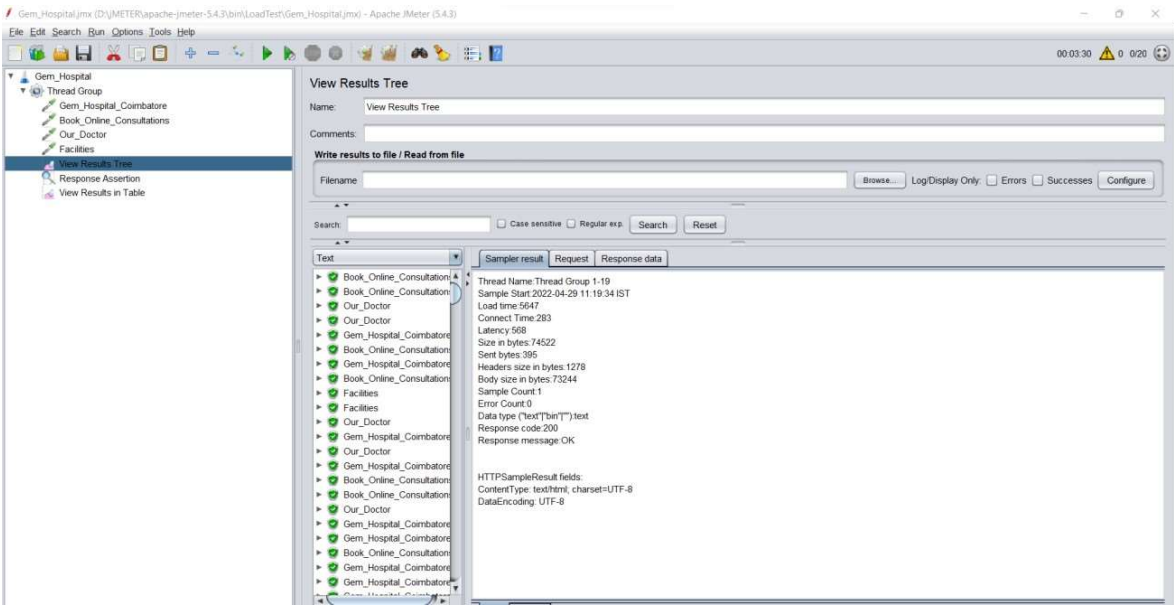 Gem_Hospital.jmx (D:\JMETER\apache-jmeter-5.4.3\bin\LoadTest\Gem_Hospital.jmx) - Apache JMeter (5.4.3)
File Edit Search Run Options Tools Help
00:03:30 0 0/20
Gem_Hospital
Thread Group
Gem_Hospital_Coimbatore
Book_Online_Consultations
Our_Doctor
Facilities
View Results Tree
Response Assertion
View Results in Table
View Results Tree
Name: View Results Tree
Comments:
Write results to file / Read from file
Filename Browse... Log/Display Only: Errors Successes Configure
Search: Case sensitive Regular exp. Search Reset
Text
Book_Online_Consultations
Book_Online_Consultation
Our_Doctor
Our_Doctor
Gem_Hospital_Coimbatore
Book_Online_Consultation
Gem_Hospital_Coimbatore
Book_Online_Consultation
Facilities
Facilities
Our_Doctor
Gem_Hospital_Coimbatore
Our_Doctor
Gem_Hospital_Coimbatore
Book_Online_Consultation
Book_Online_Consultation
Our_Doctor
Gem_Hospital_Coimbatore
Gem_Hospital_Coimbatore
Book_Online_Consultation
Gem_Hospital_Coimbatore
Gem_Hospital_Coimbatore
Sampler result Request Response data
Thread Name:Thread Group 1-19
Sample Start:2022-04-29 11:19:34 IST
Load time:5647
Connect Time:283
Latency:568
Size in bytes:74522
Sent bytes:395
Headers size in bytes:1278
Body size in bytes:73244
Sample Count:1
Error Count:0
Data type ("text"|"bin"|""):text
Response code:200
Response message:OK
HTTPSampleResult fields:
ContentType: text/html; charset=UTF-8
DataEncoding: UTF-8